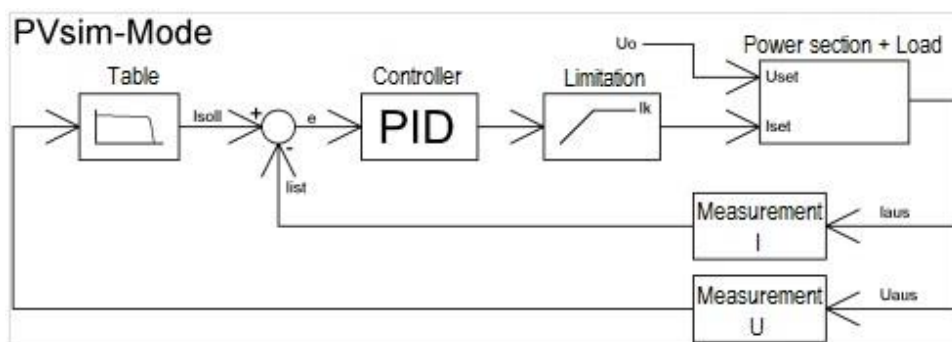 PVsim-Mode
Uo
Power section + Load
Table
Controller
Limitation
Uset
Isoll
+
e
PID
Ik
Iset
-
Iist
Measurement
I
Iaus
Measurement
U
Uaus